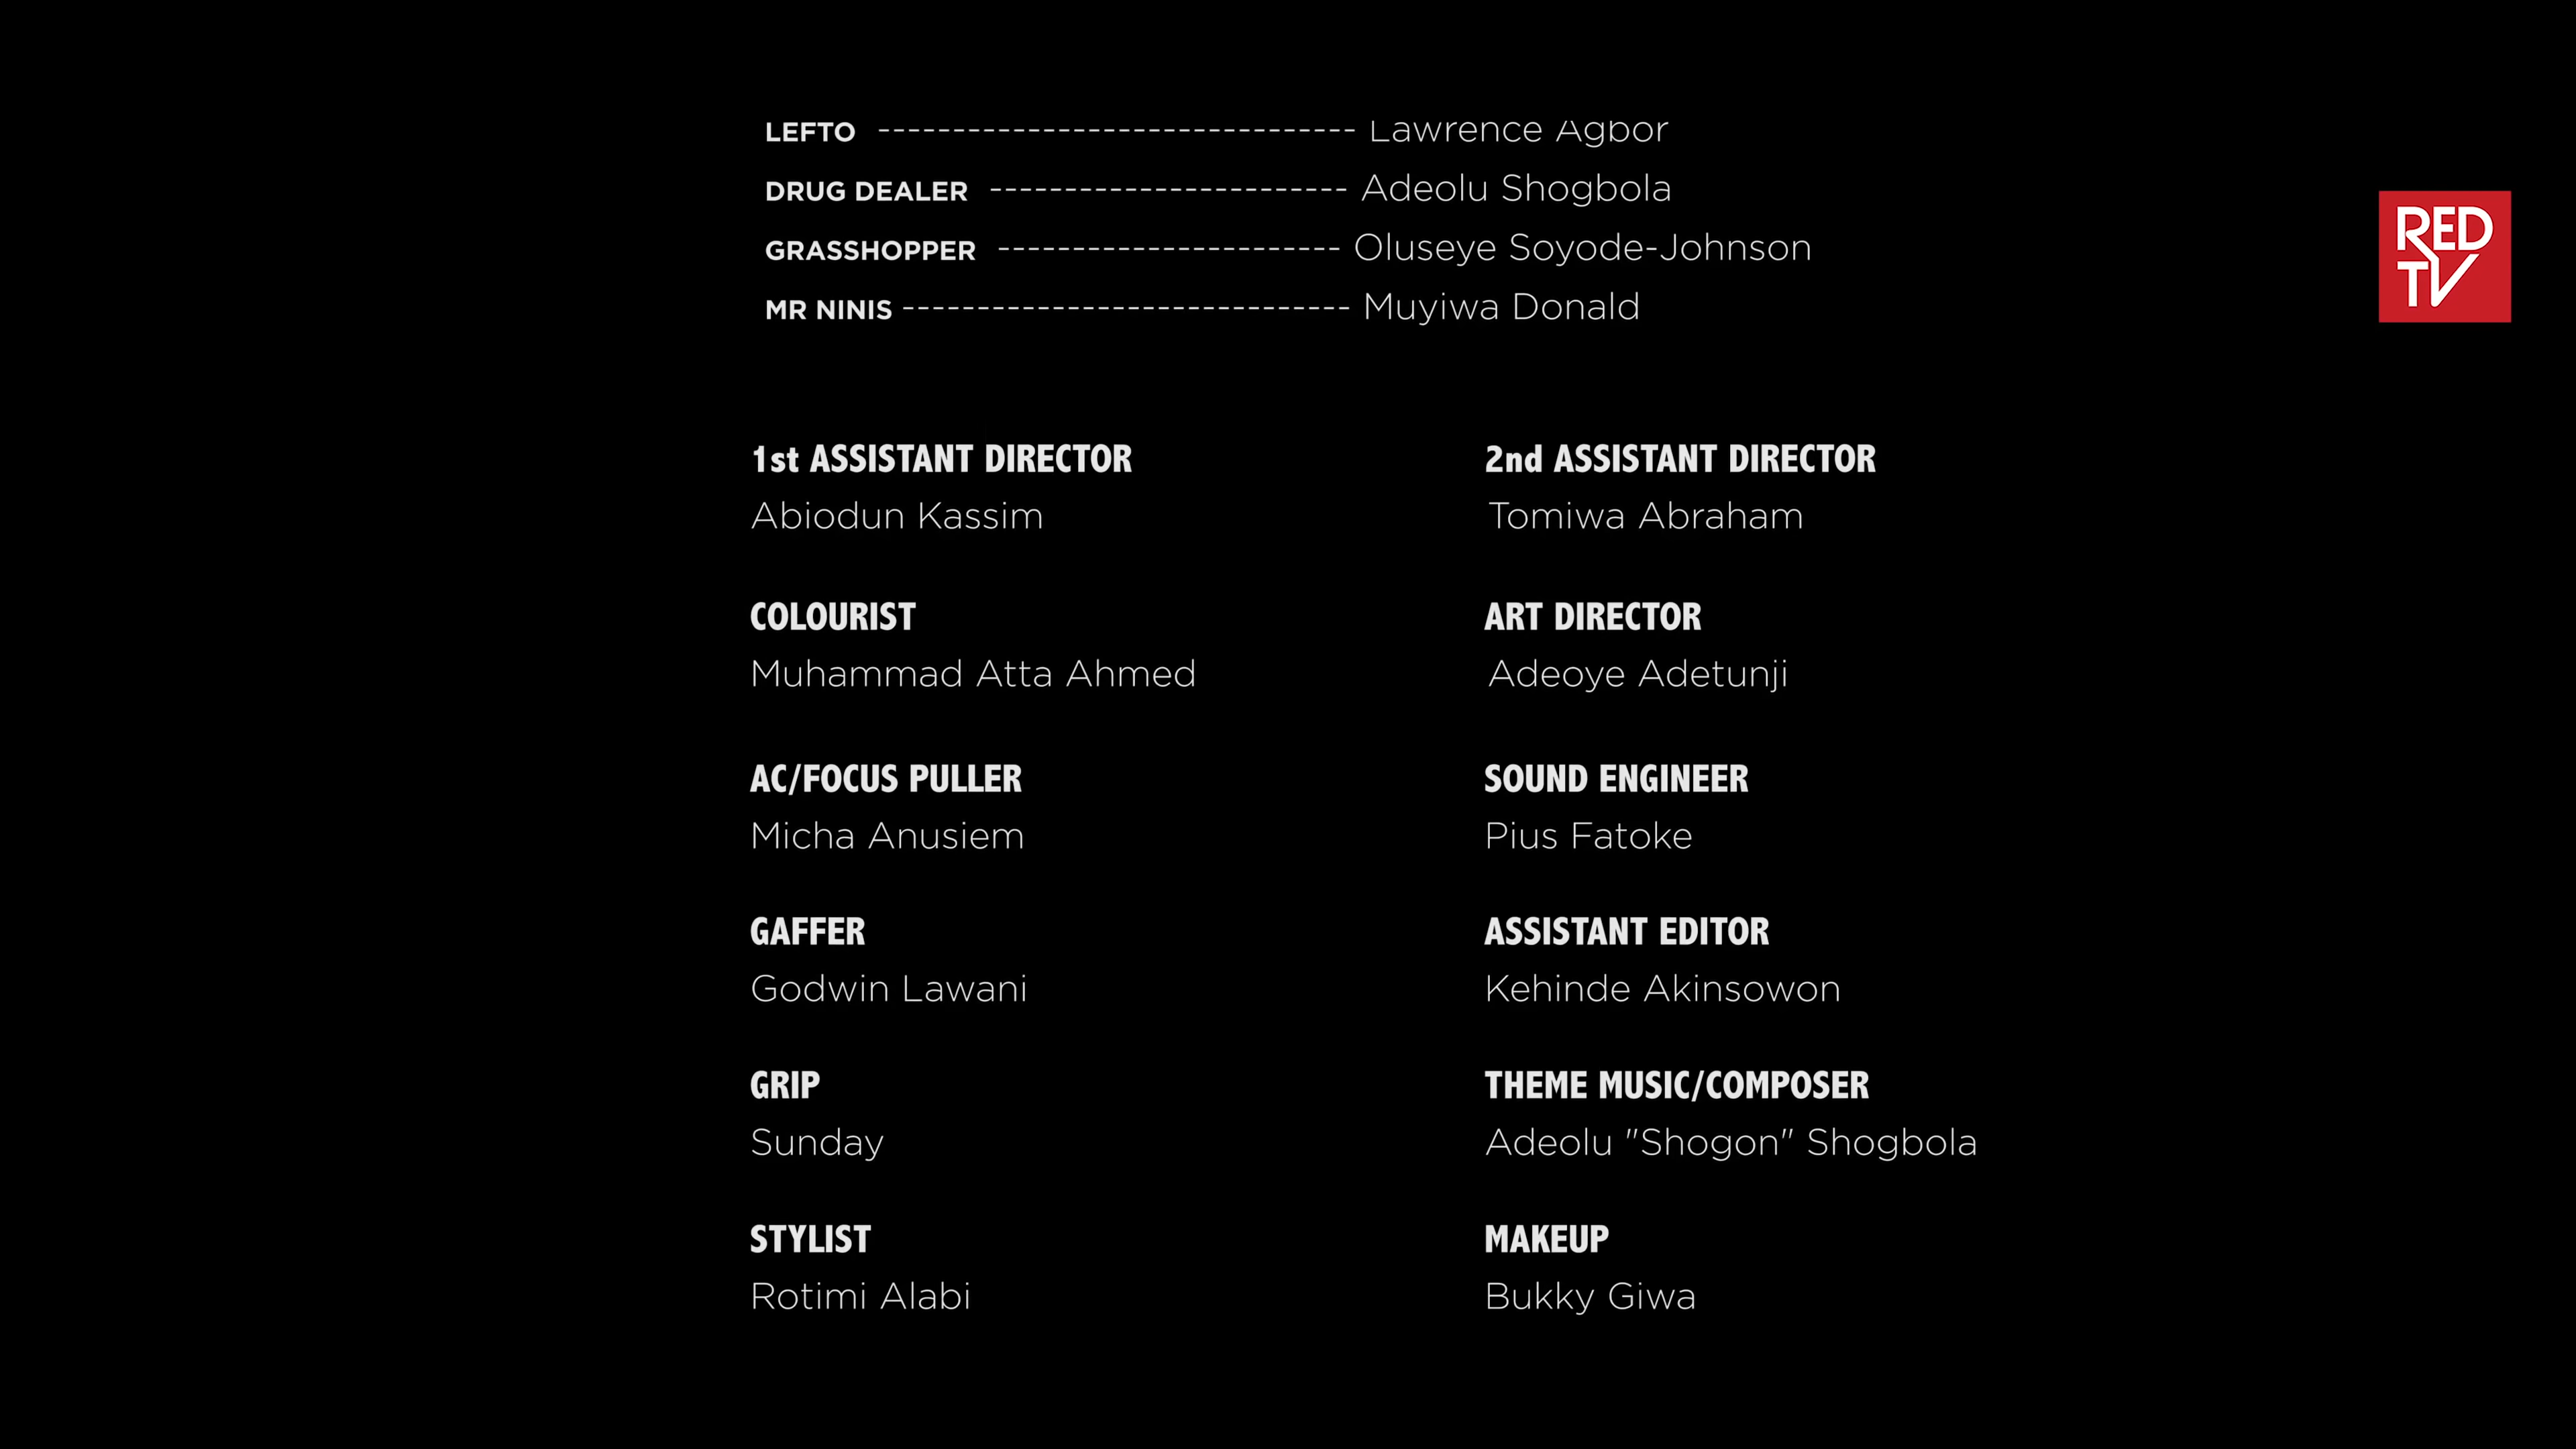 LEFTO ------------------------------- Lawrence Agbor
DRUG DEALER ------------------------ Adeolu Shogbola
GRASSHOPPER ----------------------- Oluseye Soyode-Johnson
MR NINIS ------------------------------ Muyiwa Donald
RED
TV
1st ASSISTANT DIRECTOR
Abiodun Kassim
2nd ASSISTANT DIRECTOR
Tomiwa Abraham
COLOURIST
Muhammad Atta Ahmed
ART DIRECTOR
Adeoye Adetunji
AC/FOCUS PULLER
Micha Anusiem
SOUND ENGINEER
Pius Fatoke
GAFFER
Godwin Lawani
ASSISTANT EDITOR
Kehinde Akinsowon
GRIP
Sunday
THEME MUSIC/COMPOSER
Adeolu "Shogon" Shogbola
STYLIST
Rotimi Alabi
MAKEUP
Bukky Giwa